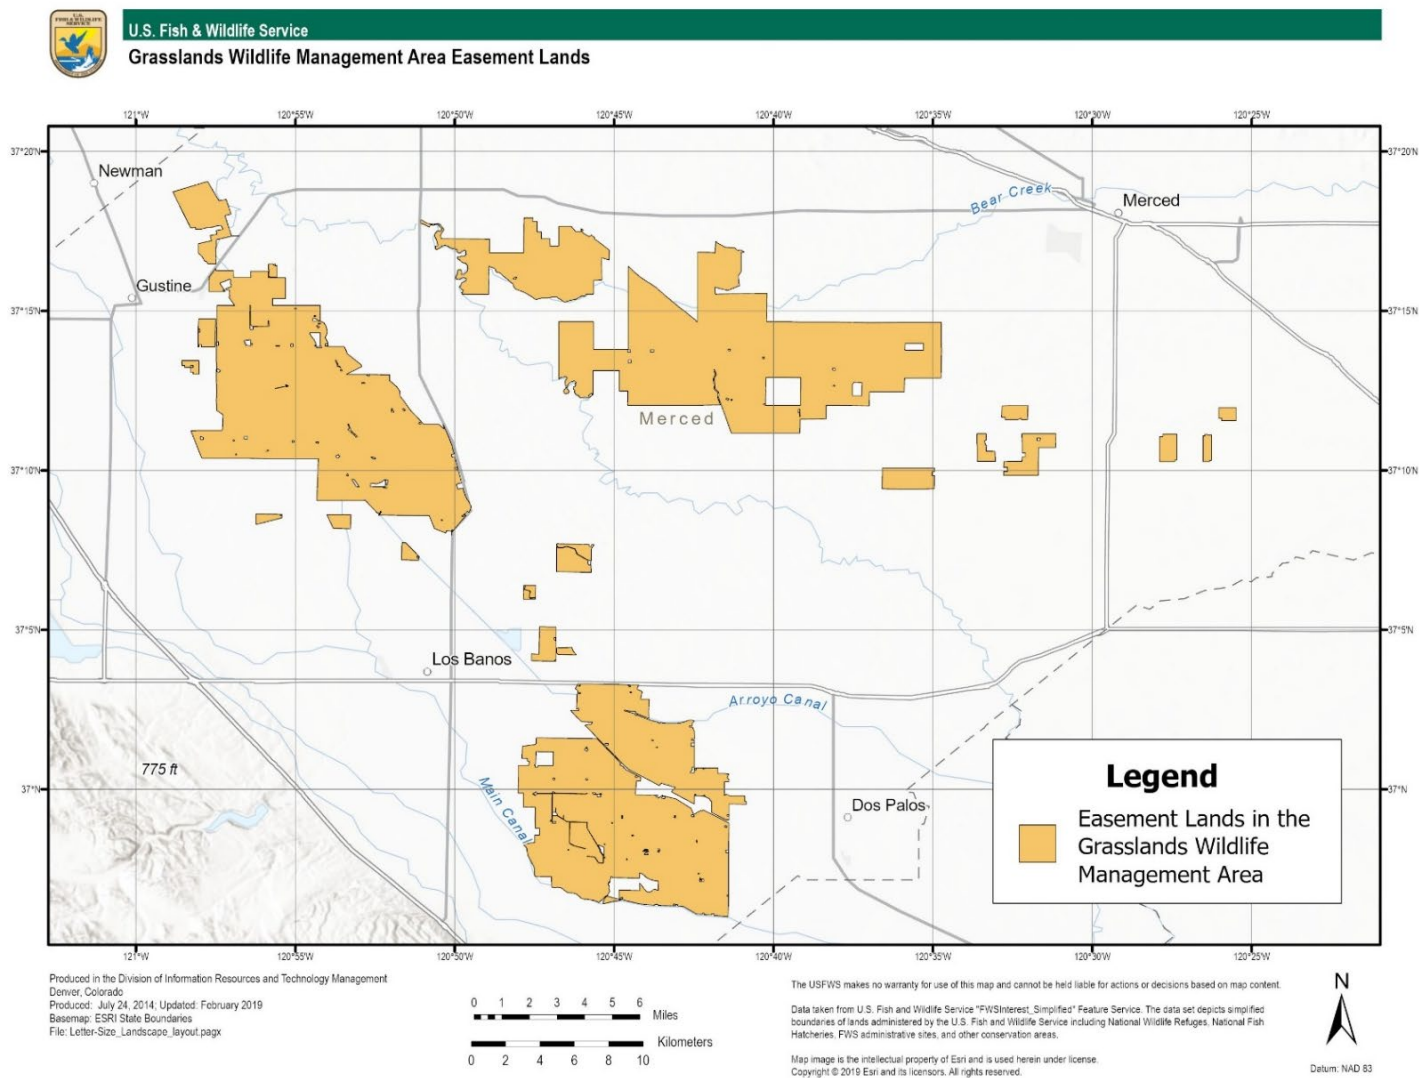 U.S.
FISH & WILDLIFE
SERVICE
U.S. Fish & Wildlife Service
Grasslands Wildlife Management Area Easement Lands
121°W
120°55'W
120°50'W
120°45'W
120°40'W
120°35'W
120°30'W
120°25'W
37°20'N
37°20'N
Newman
Bear Creek
Merced
Gustine
37°15'N
37°15'N
Merced
37°10'N
37°10'N
37°5'N
37°5'N
Los Banos
Arroyo Canal
775 ft
Main Canal
37°N
37°N
Dos Palos
Legend
Easement Lands in the
Grasslands Wildlife
Management Area
121°W
120°55'W
120°50'W
120°45'W
120°40'W
120°35'W
120°30'W
120°25'W
Produced in the Division of Information Resources and Technology Management
Denver, Colorado
Produced: July 24, 2014; Updated: February 2019
Basemap: ESRI State Boundaries
File: Letter-Size_Landscape_layout.pagx
0 1 2 3 4 5 6
Miles
Kilometers
0 2 4 6 8 10
The USFWS makes no warranty for use of this map and cannot be held liable for actions or decisions based on map content.
Data taken from U.S. Fish and Wildlife Service "FWSInterest_Simplified" Feature Service. The data set depicts simplified
boundaries of lands administered by the U.S. Fish and Wildlife Service including National Wildlife Refuges, National Fish
Hatcheries, FWS administrative sites, and other conservation areas.
Map image is the intellectual property of Esri and is used herein under license.
Copyright © 2019 Esri and its licensors. All rights reserved.
N
Datum: NAD 83